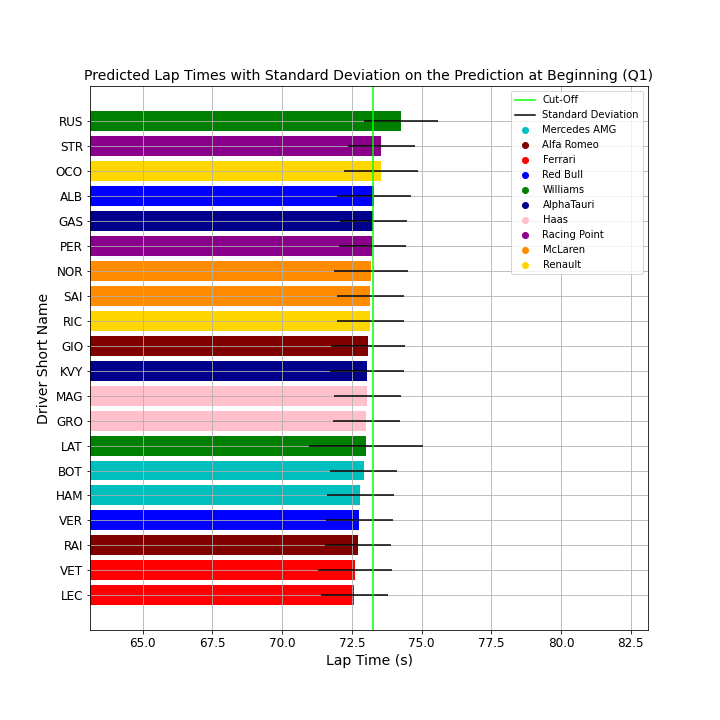 Predicted Lap Times with Standard Deviation on the Prediction at Beginning (Q1)
Cut-Off
Standard Deviation
Mercedes AMG
Alfa Romeo
Ferrari
Red Bull
Williams
AlphaTauri
Haas
Racing Point
McLaren
Renault
Driver Short Name
RUS
STR
OCO
ALB
GAS
PER
NOR
SAI
RIC
GIO
KVY
MAG
GRO
LAT
BOT
HAM
VER
RAI
VET
LEC
65.0 67.5 70.0 72.5 75.0 77.5 80.0 82.5
Lap Time (s)